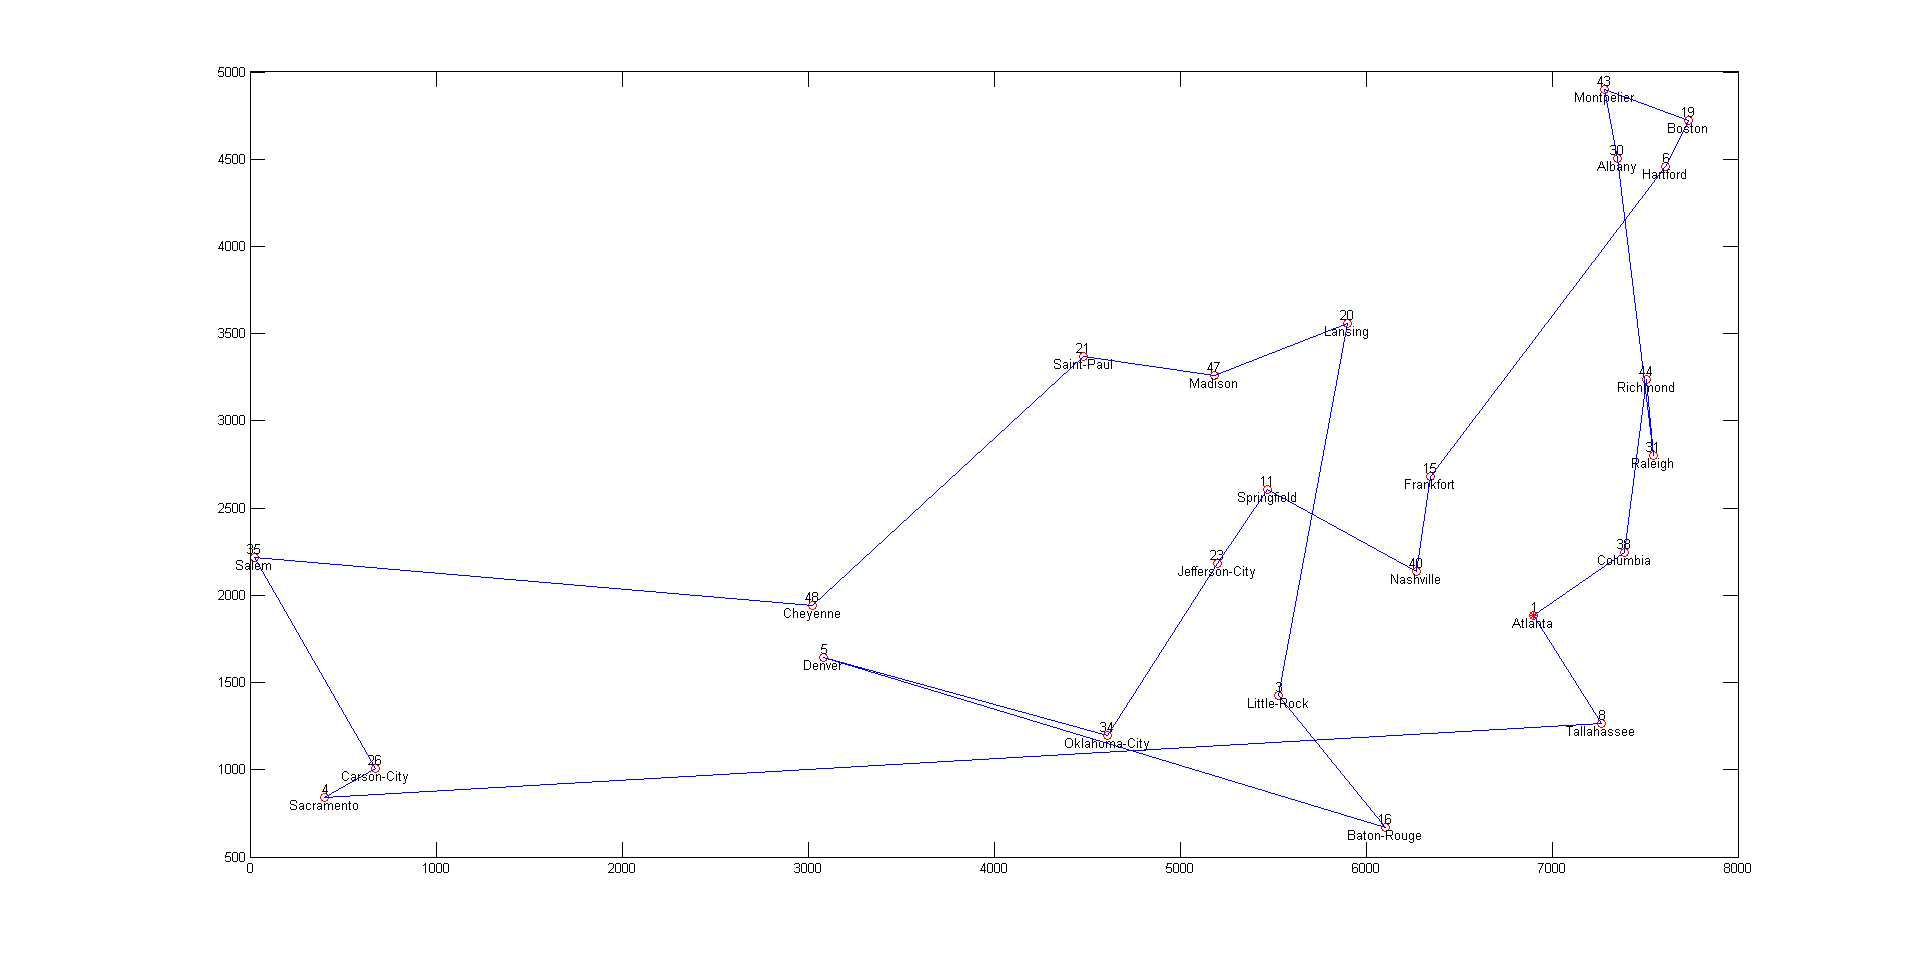 5000
43
Montpelier
19
Boston
4500
30
Albany
6
Hartford
4000
3500
20
Lansing
21
Saint-Paul
47
Madison
44
Richmond
3000
31
Raleigh
15
Frankfort
11
Springfield
2500
38
Columbia
35
Salem
23
Jefferson-City
40
Nashville
2000
48
Cheyenne
1
Atlanta
5
Denver
1500
3
Little-Rock
8
Tallahassee
34
Oklahoma-City
1000
26
Carson-City
4
Sacramento
16
Baton-Rouge
500
0 1000 2000 3000 4000 5000 6000 7000 8000